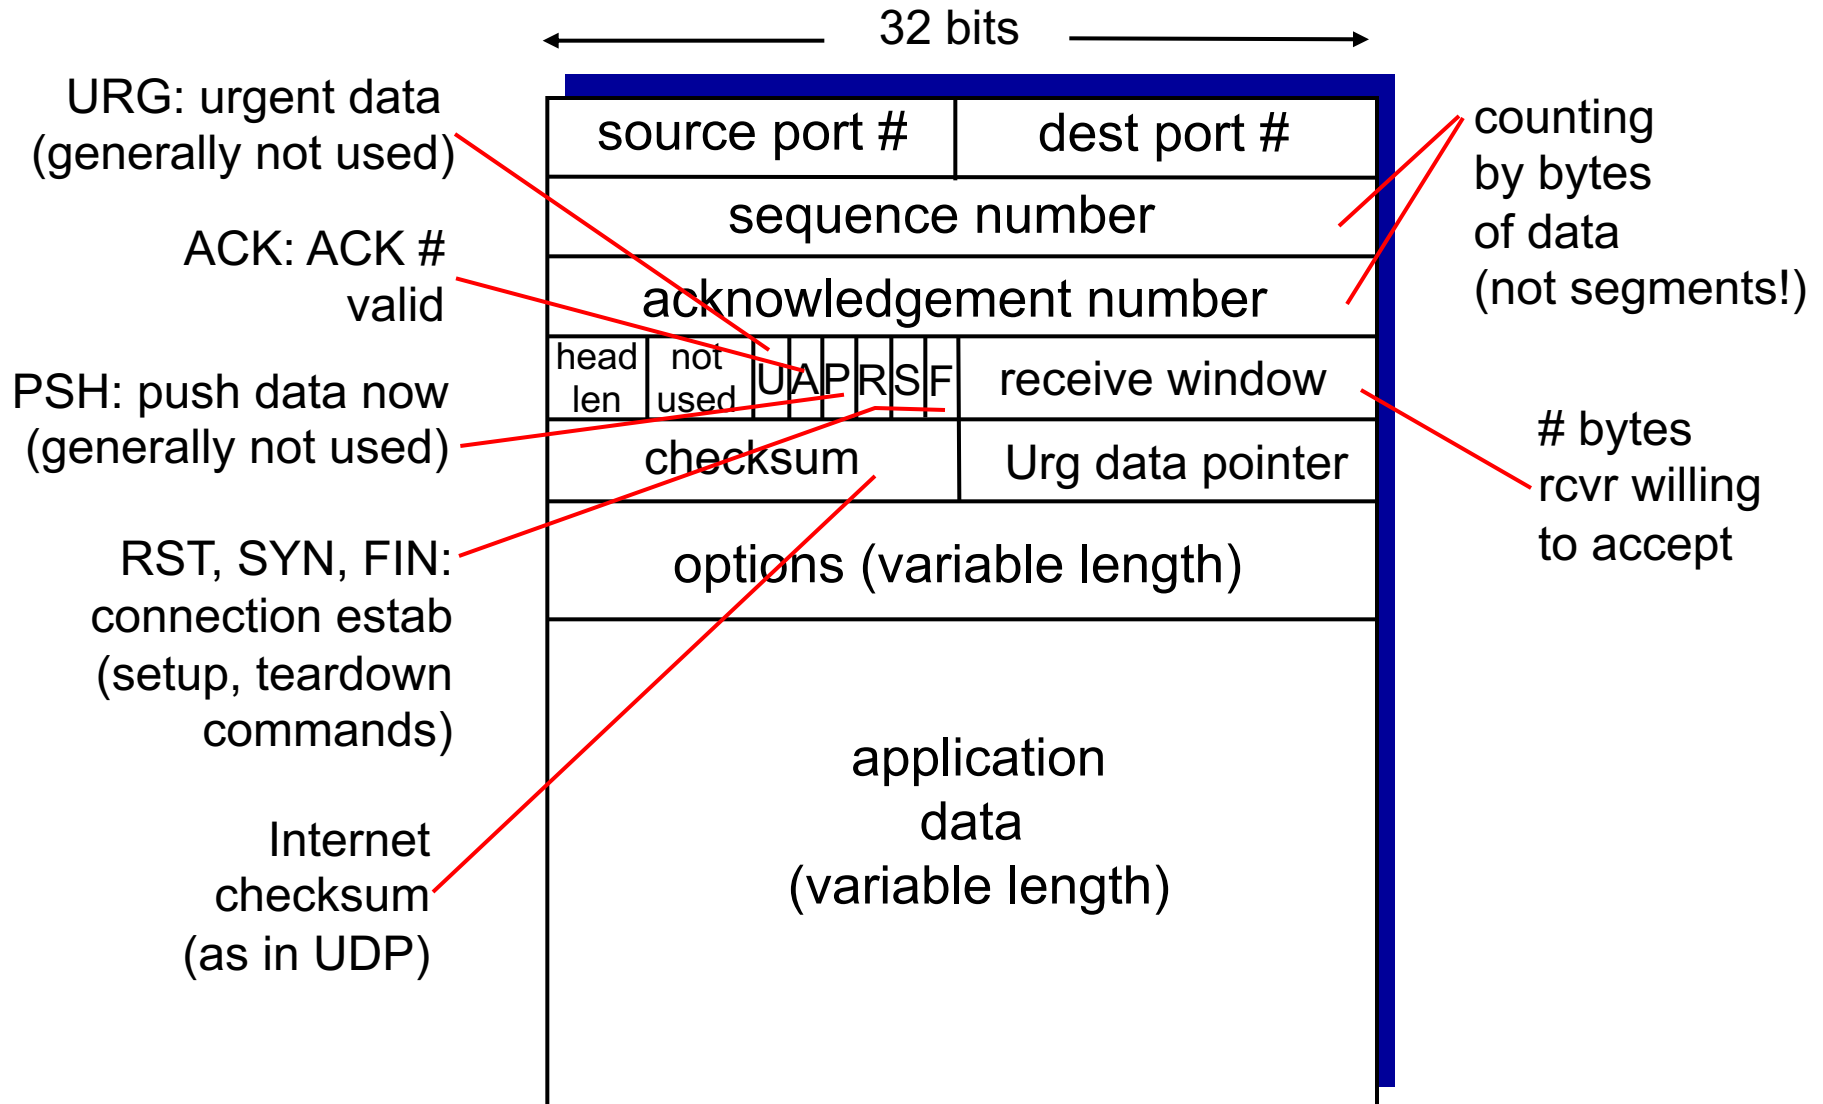 32 bits
URG: urgent data
(generally not used)
ACK: ACK #
valid
PSH: push data now
(generally not used)
RST, SYN, FIN:
connection estab
(setup, teardown
commands)
Internet
checksum
(as in UDP)
source port #
dest port #
sequence number
acknowledgement number
head
len
not
used
U
A
P
R
S
F
receive window
checksum
Urg data pointer
options (variable length)
application
data
(variable length)
counting
by bytes
of data
(not segments!)
# bytes
rcvr willing
to accept